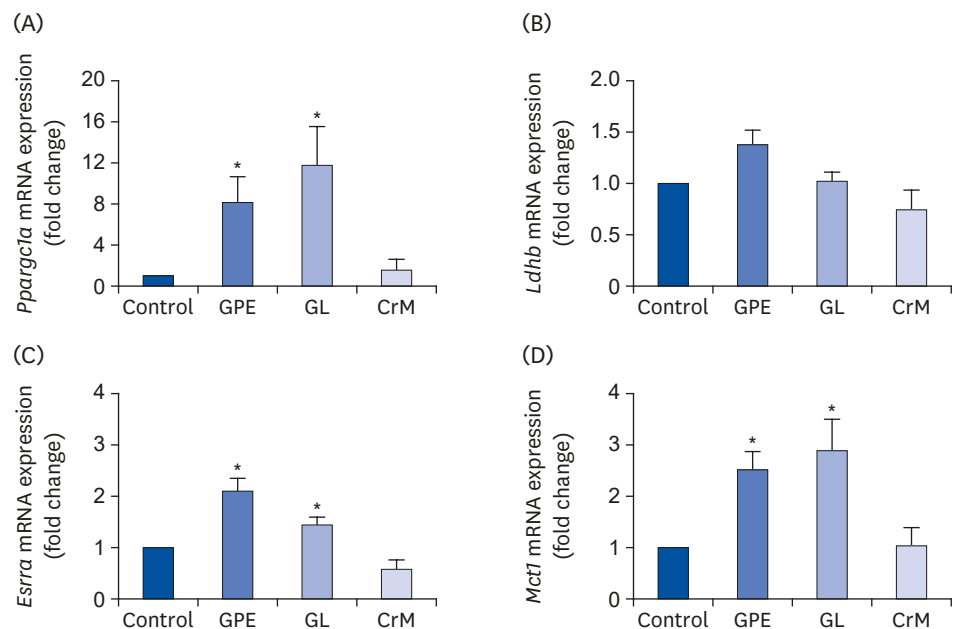 (A)
Ppargc1a mRNA expression
(fold change)
20
16
12
8
4
0
*
*
Control GPE GL CrM
(B)
Ldhb mRNA expression
(fold change)
2.0
1.5
1.0
0.5
0
Control GPE GL CrM
(C)
Esrra mRNA expression
(fold change)
4
3
2
1
0
*
*
Control GPE GL CrM
(D)
Mct1 mRNA expression
(fold change)
4
3
2
1
0
*
*
Control GPE GL CrM